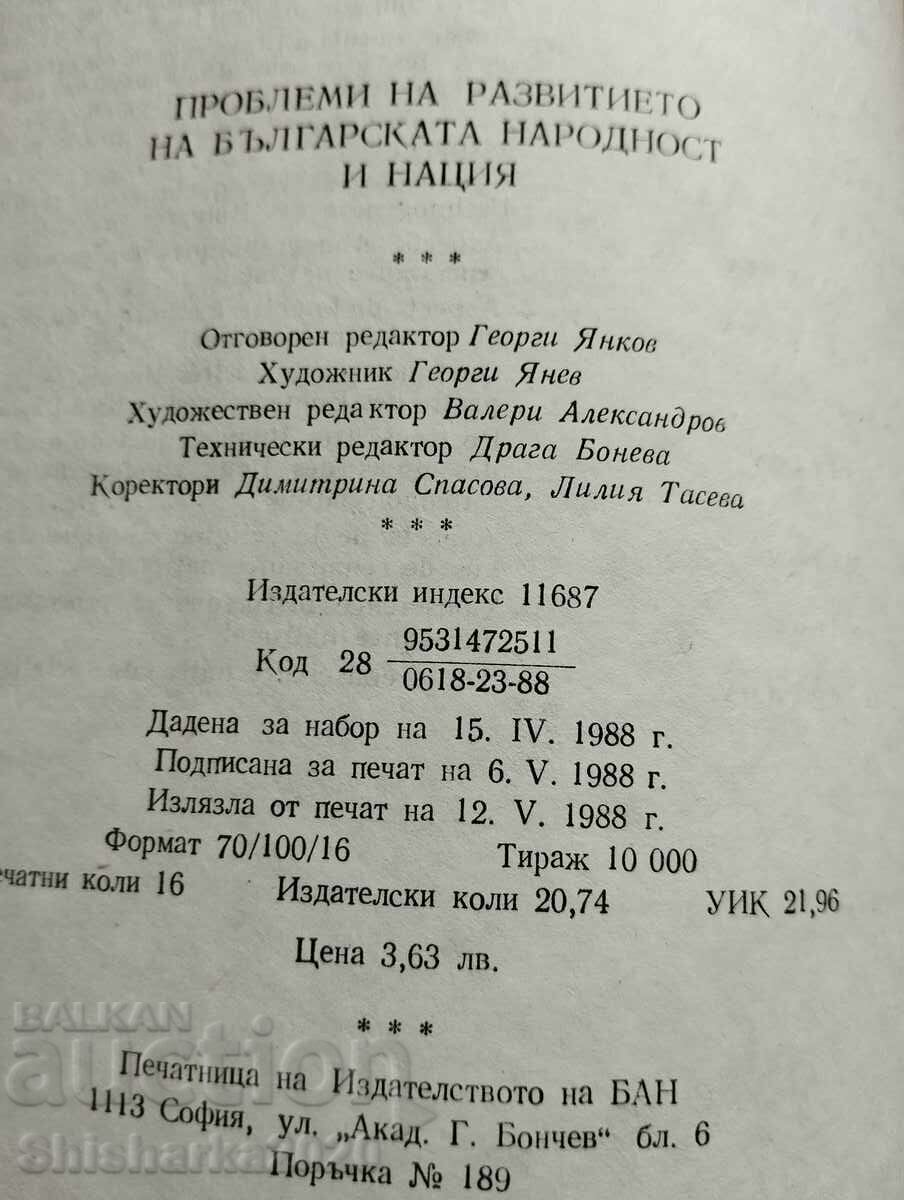 ПРОБЛЕМИ НА РАЗВИТИЕТО
НА БЪЛГАРСКАТА НАРОДНОСТ
И НАЦИЯ
* * *
Отговорен редактор Георги Янков
Художник Георги Янев
Художествен редактор Валери Александров
Технически редактор Драга Бонева
Коректори Димитрина Спасова, Лилия Тасева
* * *
Издателски индекс 11687
Код 28 9531472511
0618-23-88
Дадена за набор на 15. IV. 1988 г.
Подписана за печат на 6. V. 1988 г.
Излязла от печат на 12. V. 1988 г.
Формат 70/100/16 Тираж 10 000
чатни коли 16 Издателски коли 20,74 УИК 21,96
Цена 3,63 лв.
* * *
Печатница на Издателството на БАН
1113 София, ул. „Акад. Г. Бончев“ бл. 6
Поръчка № 189
BALKAN
auction